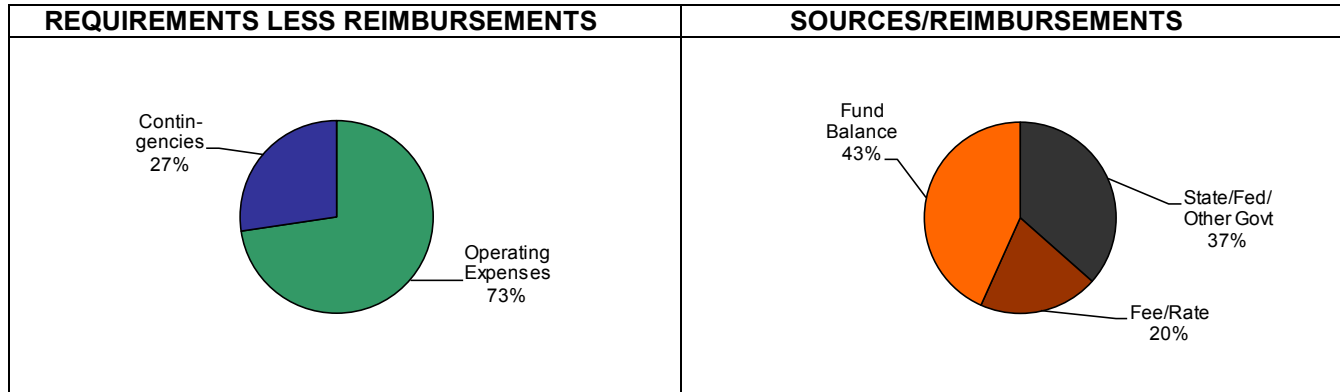 REQUIREMENTS LESS REIMBURSEMENTS
SOURCES/REIMBURSEMENTS
Contin-
gencies
27%
Operating
Expenses
73%
Fund
Balance
43%
State/Fed/
Other Govt
37%
Fee/Rate
20%